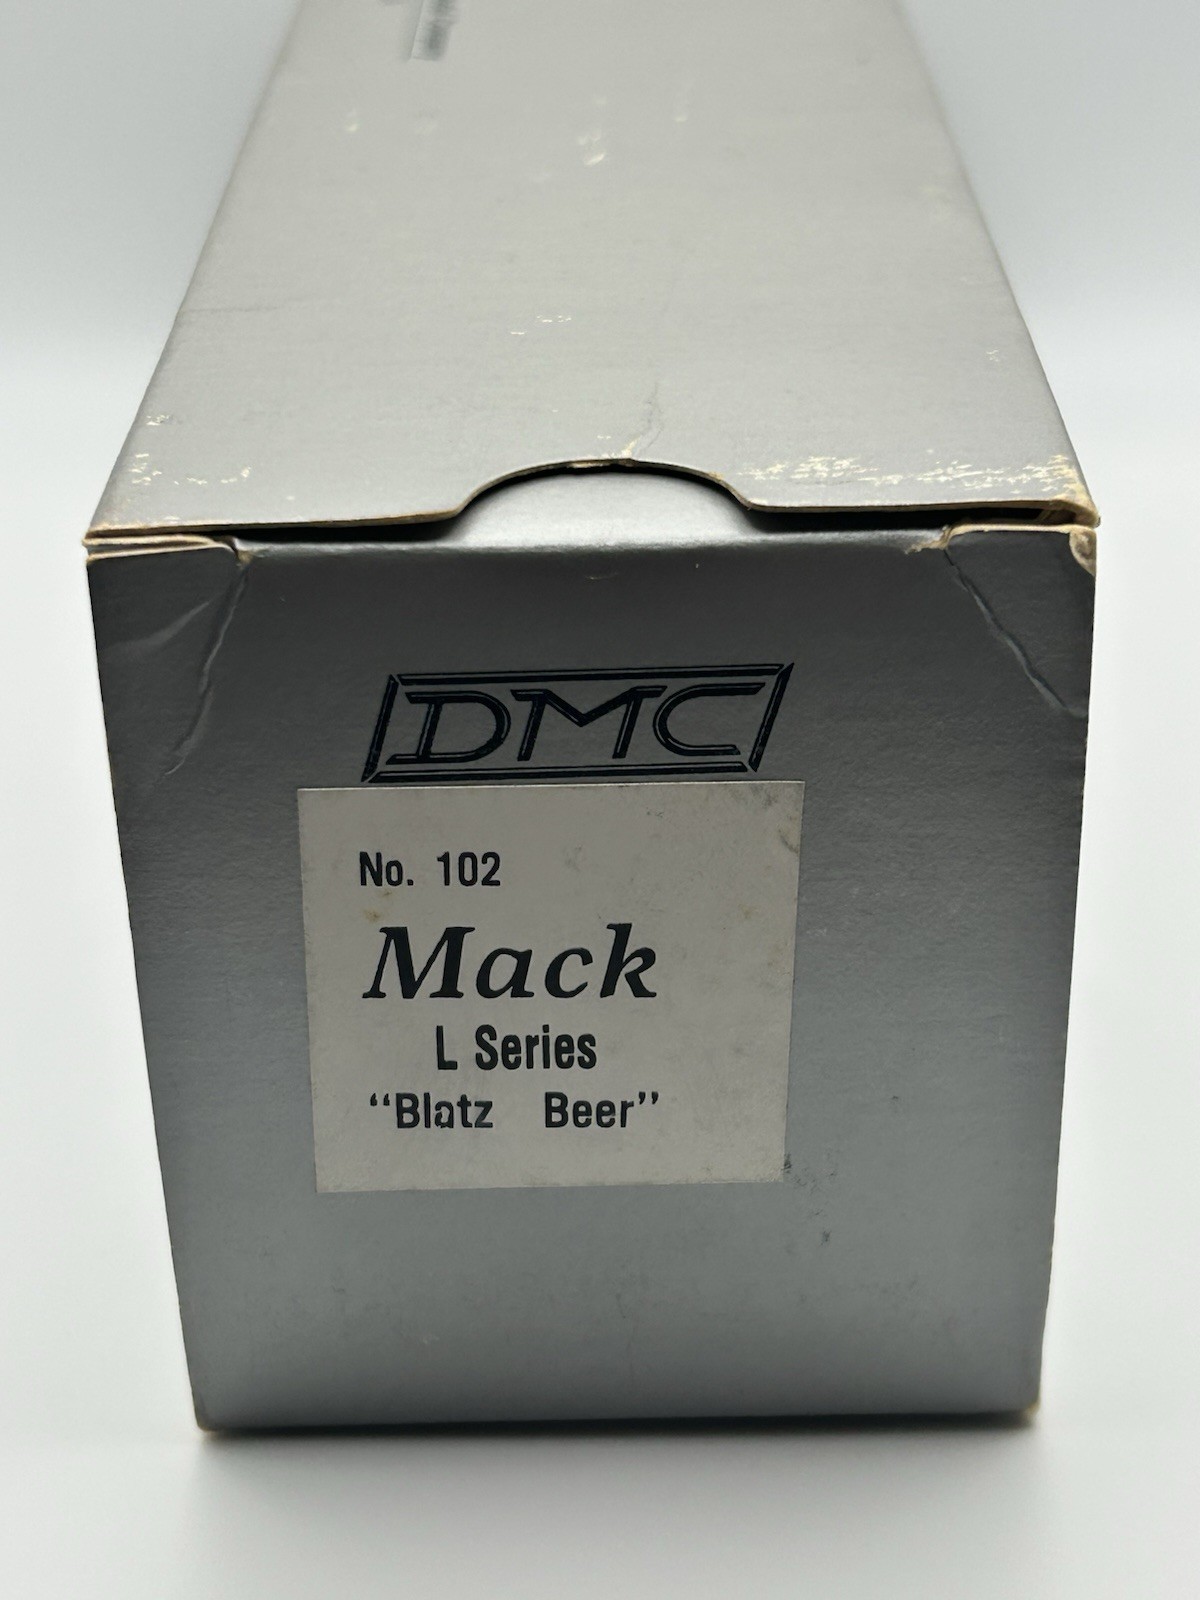 DMC
No. 102
Mack
L Series
“Blatz Beer”